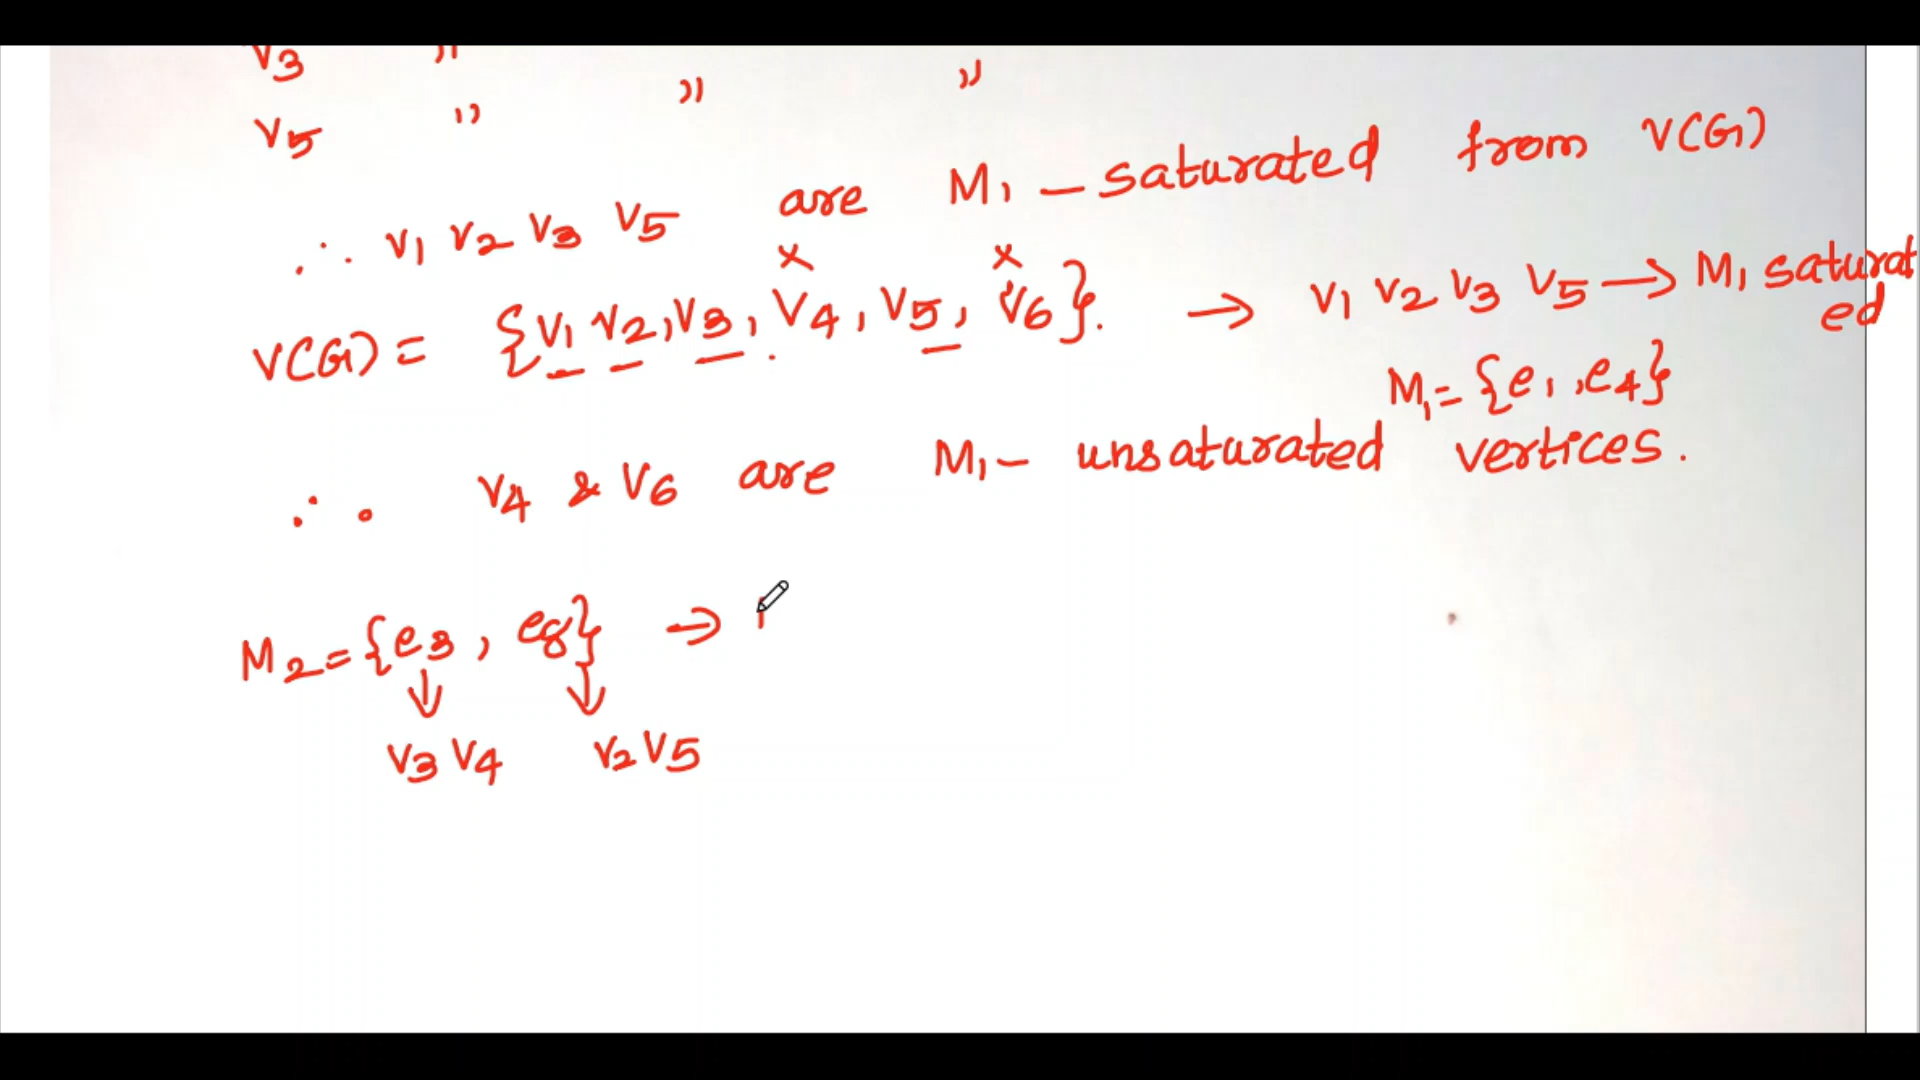 V3 " 
V5 " " "
∴ V1 V2 V3 V5 are M1 - saturated from V(G)
x x
V(G) = {V1 V2, V3, V4, V5, V6}. → V1 V2 V3 V5 → M1 saturated
M1 = {e1, e4}
∴ V4 & V6 are M1 - unsaturated vertices.
M2 = {e3, e8} →
↓ ↓
V3 V4 V2 V5